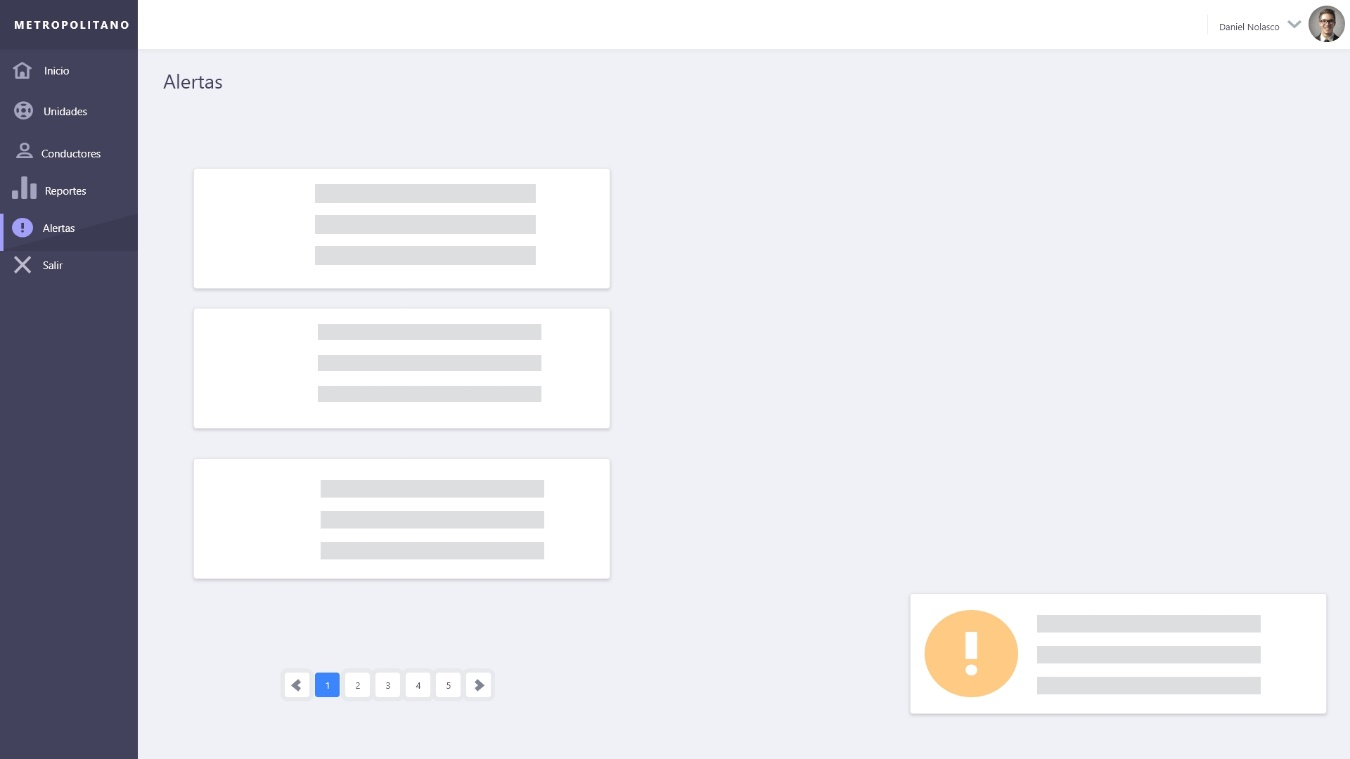 METROPOLITANO
Daniel Nolasco
Inicio
Unidades
Conductores
Reportes
Alertas
Salir
Alertas
1 2 3 4 5